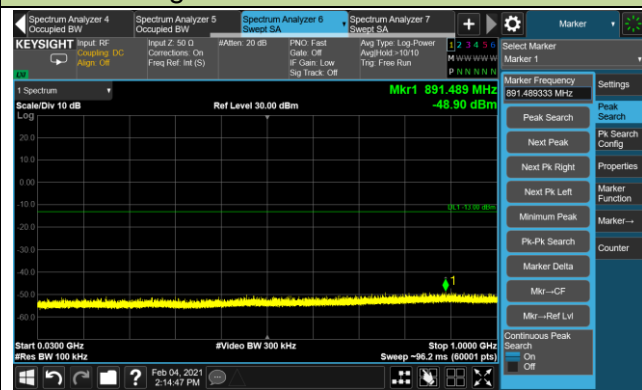 Spectrum Analyzer 4
Occupied BW
Spectrum Analyzer 5
Occupied BW
Spectrum Analyzer 6
Swept SA
Spectrum Analyzer 7
Swept SA
Marker
KEYSIGHT
Input: RF
Coupling: DC
Align: Off
Input Z: 50 Ω
Corrections: On
Freq Ref: Int (S)
#Atten: 20 dB
PNO: Fast
Gate: Off
IF Gain: Low
Sig Track: Off
Avg Type: Log-Power
Avg|Hold:>10/10
Trig: Free Run
1 2 3 4 5 6
M W W W W W
P N N N N N
LXI
Select Marker
Marker 1
1 Spectrum
Scale/Div 10 dB
Log
Ref Level 30.00 dBm
Mkr1 891.489 MHz
-48.90 dBm
20.0
10.0
0.00
-10.0
-20.0
-30.0
-40.0
-50.0
-60.0
DL1 -13.00 dBm
1
Start 0.0300 GHz
#Res BW 100 kHz
#Video BW 300 kHz
Stop 1.0000 GHz
Sweep ~96.2 ms (60001 pts)
Marker Frequency
891.489333 MHz
Peak Search
Next Peak
Next Pk Right
Next Pk Left
Minimum Peak
Pk-Pk Search
Marker Delta
Mkr→CF
Mkr→Ref Lvl
Continuous Peak
Search
On
Off
Settings
Peak
Search
Pk Search
Config
Properties
Marker
Function
Marker→
Counter
?
Feb 04, 2021
2:14:47 PM